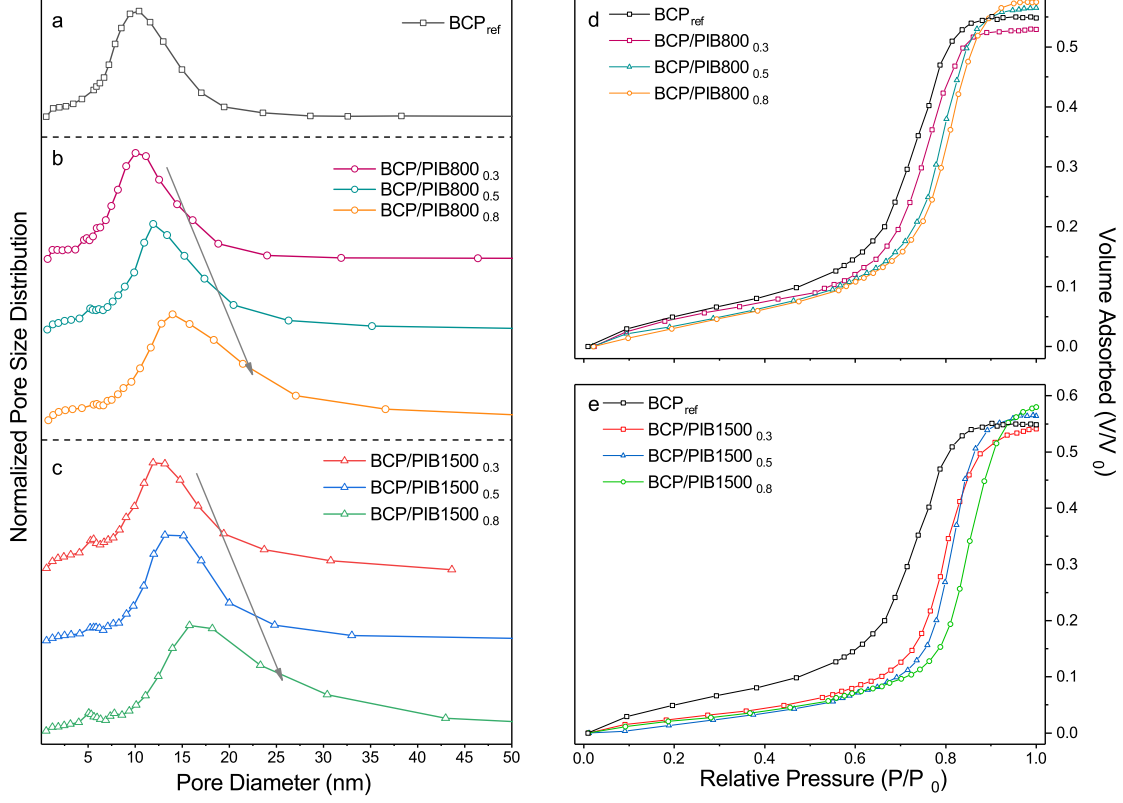 a
BCPref
b
BCP/PIB800 0.3
BCP/PIB800 0.5
BCP/PIB800 0.8
c
BCP/PIB1500 0.3
BCP/PIB1500 0.5
BCP/PIB1500 0.8
Normalized Pore Size Distribution
5 10 15 20 25 30 35 40 45 50
Pore Diameter (nm)
d
BCPref
BCP/PIB800 0.3
BCP/PIB800 0.5
BCP/PIB800 0.8
0.5
0.4
0.3
0.2
0.1
0.0
e
BCPref
BCP/PIB1500 0.3
BCP/PIB1500 0.5
BCP/PIB1500 0.8
0.6
0.5
0.4
0.3
0.2
0.1
0.0
0.0 0.2 0.4 0.6 0.8 1.0
Relative Pressure (P/P 0)
Volume Adsorbed (V/V 0)